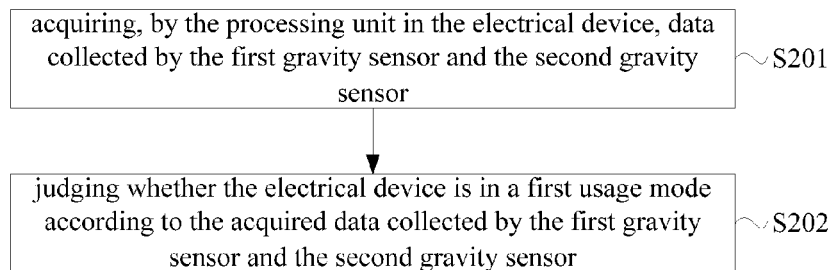 acquiring, by the processing unit in the electrical device, data
collected by the first gravity sensor and the second gravity
sensor
S201
judging whether the electrical device is in a first usage mode
according to the acquired data collected by the first gravity
sensor and the second gravity sensor
S202